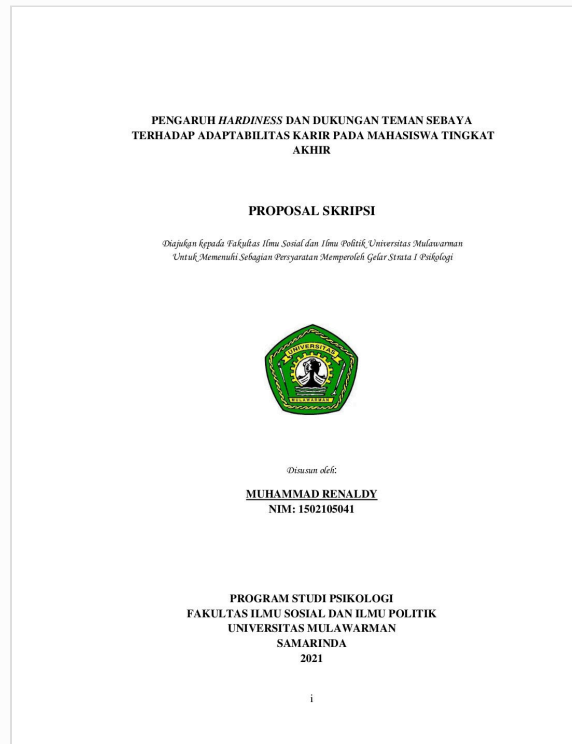 PENGARUH HARDINESS DAN DUKUNGAN TEMAN SEBAYA
TERHADAP ADAPTABILITAS KARIR PADA MAHASISWA TINGKAT
AKHIR
PROPOSAL SKRIPSI
Diajukan kepada Fakultas Ilmu Sosial dan Ilmu Politik Universitas Mulawarman
Untuk Memenuhi Sebagian Persyaratan Memperoleh Gelar Strata I Psikologi
UNIVERSITAS
MULAWARMAN
Disusun oleh:
MUHAMMAD RENALDY
NIM: 1502105041
PROGRAM STUDI PSIKOLOGI
FAKULTAS ILMU SOSIAL DAN ILMU POLITIK
UNIVERSITAS MULAWARMAN
SAMARINDA
2021
i